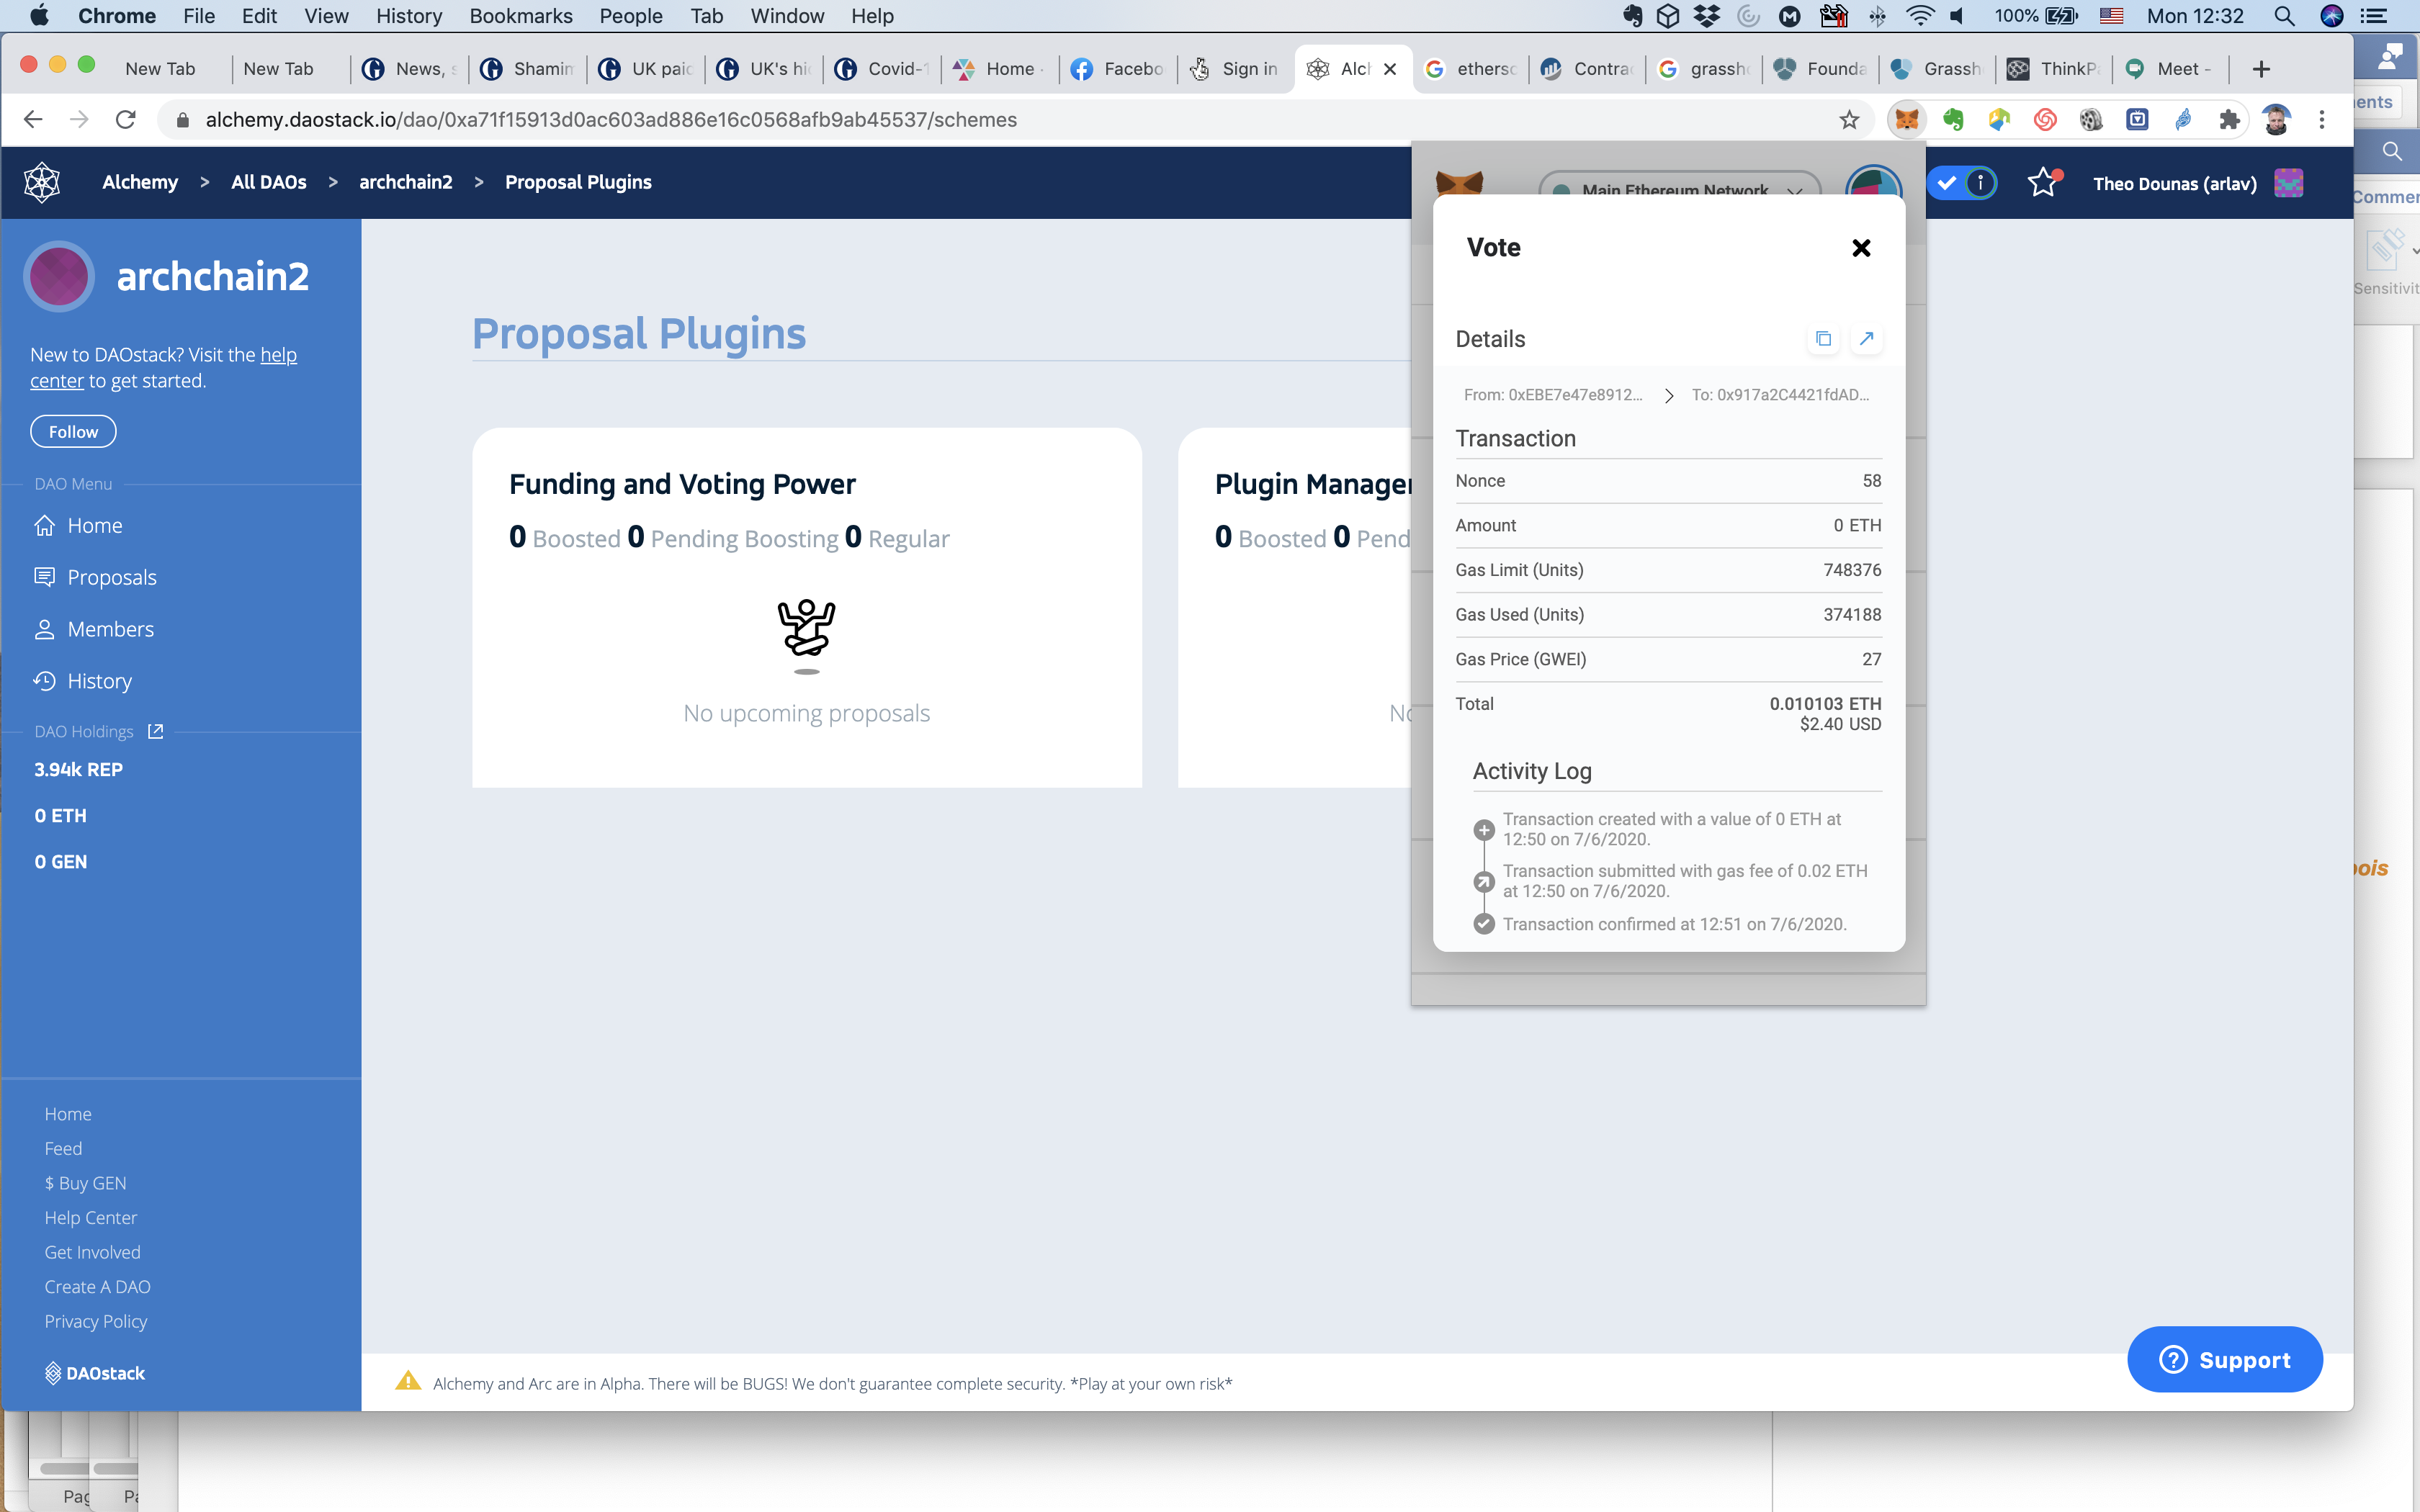 Chrome File Edit View History Bookmarks People Tab Window Help 100% Mon 12:32
New Tab New Tab News, s Shamim UK paid UK's hi Covid-1 Home - Facebo Sign in Alch ethersc Contra grassho Founda Grassh ThinkPa Meet -
alchemy.daostack.io/dao/0xa71f15913d0ac603ad886e16c0568afb9ab45537/schemes
Alchemy > All DAOs > archchain2 > Proposal Plugins
Main Ethereum Network
Theo Dounas (arlav)
archchain2
New to DAOstack? Visit the help
center to get started.
Follow
DAO Menu
Home
Proposals
Members
History
DAO Holdings
3.94k REP
0 ETH
0 GEN
Home
Feed
$ Buy GEN
Help Center
Get Involved
Create A DAO
Privacy Policy
DAOstack
Proposal Plugins
Funding and Voting Power
0 Boosted 0 Pending Boosting 0 Regular
No upcoming proposals
Plugin Manager
0 Boosted 0 Pend
No
Vote
Details
From: 0xEBE7e47e8912... > To: 0x917a2C4421fdAD...
Transaction
Nonce 58
Amount 0 ETH
Gas Limit (Units) 748376
Gas Used (Units) 374188
Gas Price (GWEI) 27
Total 0.010103 ETH
$2.40 USD
Activity Log
Transaction created with a value of 0 ETH at
12:50 on 7/6/2020.
Transaction submitted with gas fee of 0.02 ETH
at 12:50 on 7/6/2020.
Transaction confirmed at 12:51 on 7/6/2020.
Alchemy and Arc are in Alpha. There will be BUGS! We don't guarantee complete security. *Play at your own risk*
Support
ents
Commen
Sensitivit
ois
Pag Pa